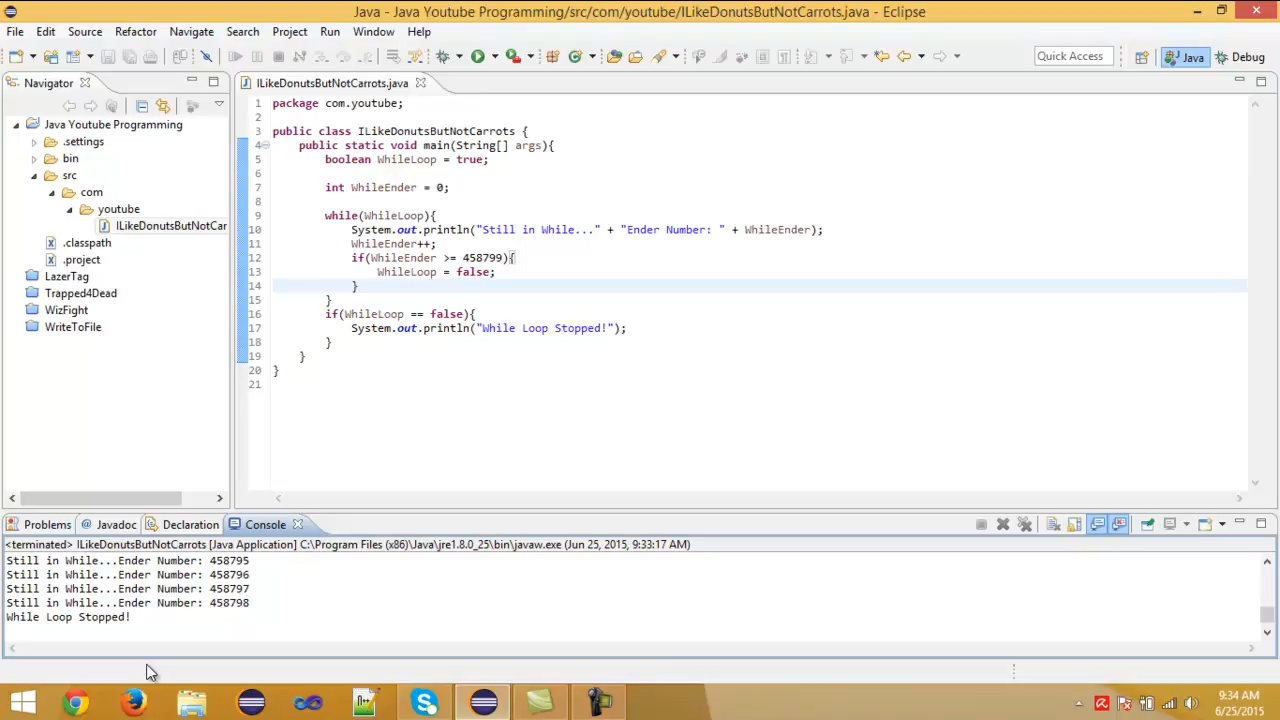 Java - Java Youtube Programming/src/com/youtube/ILikeDonutsButNotCarrots.java - Eclipse
File Edit Source Refactor Navigate Search Project Run Window Help
Quick Access
Java
Debug
Navigator
Java Youtube Programming
.settings
bin
src
com
youtube
ILikeDonutsButNotCar
.classpath
.project
LazerTag
Trapped4Dead
WizFight
WriteToFile
ILikeDonutsButNotCarrots.java
1 package com.youtube;
2
3 public class ILikeDonutsButNotCarrots {
4 public static void main(String[] args){
5 boolean WhileLoop = true;
6
7 int WhileEnder = 0;
8
9 while(WhileLoop){
10 System.out.println("Still in While..." + "Ender Number: " + WhileEnder);
11 WhileEnder++;
12 if(WhileEnder >= 458799){
13 WhileLoop = false;
14 }
15 }
16 if(WhileLoop == false){
17 System.out.println("While Loop Stopped!");
18 }
19 }
20 }
21
Problems Javadoc Declaration Console
<terminated> ILikeDonutsButNotCarrots [Java Application] C:\Program Files (x86)\Java\jre1.8.0_25\bin\javaw.exe (Jun 25, 2015, 9:33:17 AM)
Still in While...Ender Number: 458795
Still in While...Ender Number: 458796
Still in While...Ender Number: 458797
Still in While...Ender Number: 458798
While Loop Stopped!
9:34 AM
6/25/2015